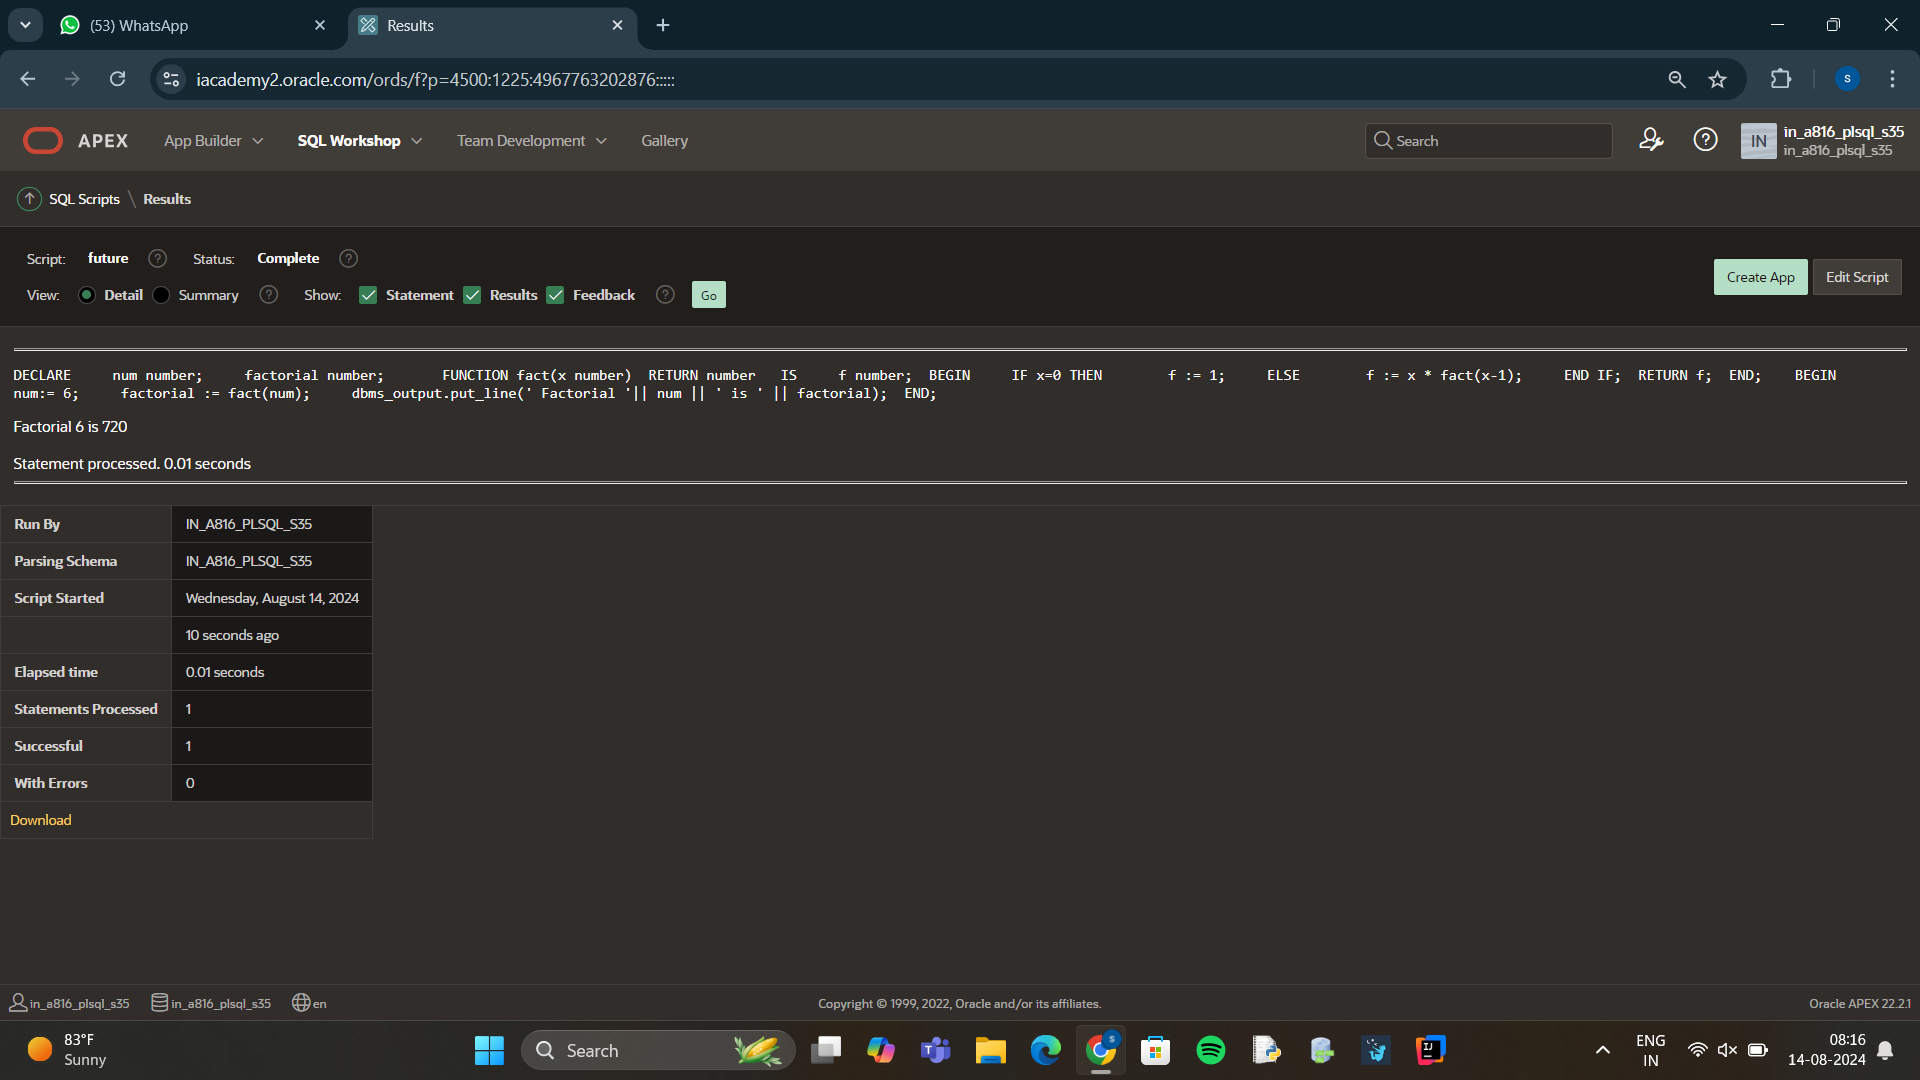 (53) WhatsApp
Results
iacademy2.oracle.com/ords/f?p=4500:1225:4967763202876:::::
S
APEX App Builder SQL Workshop Team Development Gallery
Search
IN
in_a816_plsql_s35
in_a816_plsql_s35
SQL Scripts \ Results
Script: future ? Status: Complete ?
View: Detail Summary ? Show: Statement Results Feedback ? Go
Create App Edit Script
DECLARE num number; factorial number; FUNCTION fact(x number) RETURN number IS f number; BEGIN IF x=0 THEN f := 1; ELSE f := x * fact(x-1); END IF; RETURN f; END; BEGIN
num:= 6; factorial := fact(num); dbms_output.put_line(' Factorial '|| num || ' is ' || factorial); END;
Factorial 6 is 720
Statement processed. 0.01 seconds
Run By IN_A816_PLSQL_S35
Parsing Schema IN_A816_PLSQL_S35
Script Started Wednesday, August 14, 2024
10 seconds ago
Elapsed time 0.01 seconds
Statements Processed 1
Successful 1
With Errors 0
Download
in_a816_plsql_s35 in_a816_plsql_s35 en
Copyright © 1999, 2022, Oracle and/or its affiliates.
Oracle APEX 22.2.1
83°F
Sunny
Search
ENG
IN
08:16
14-08-2024